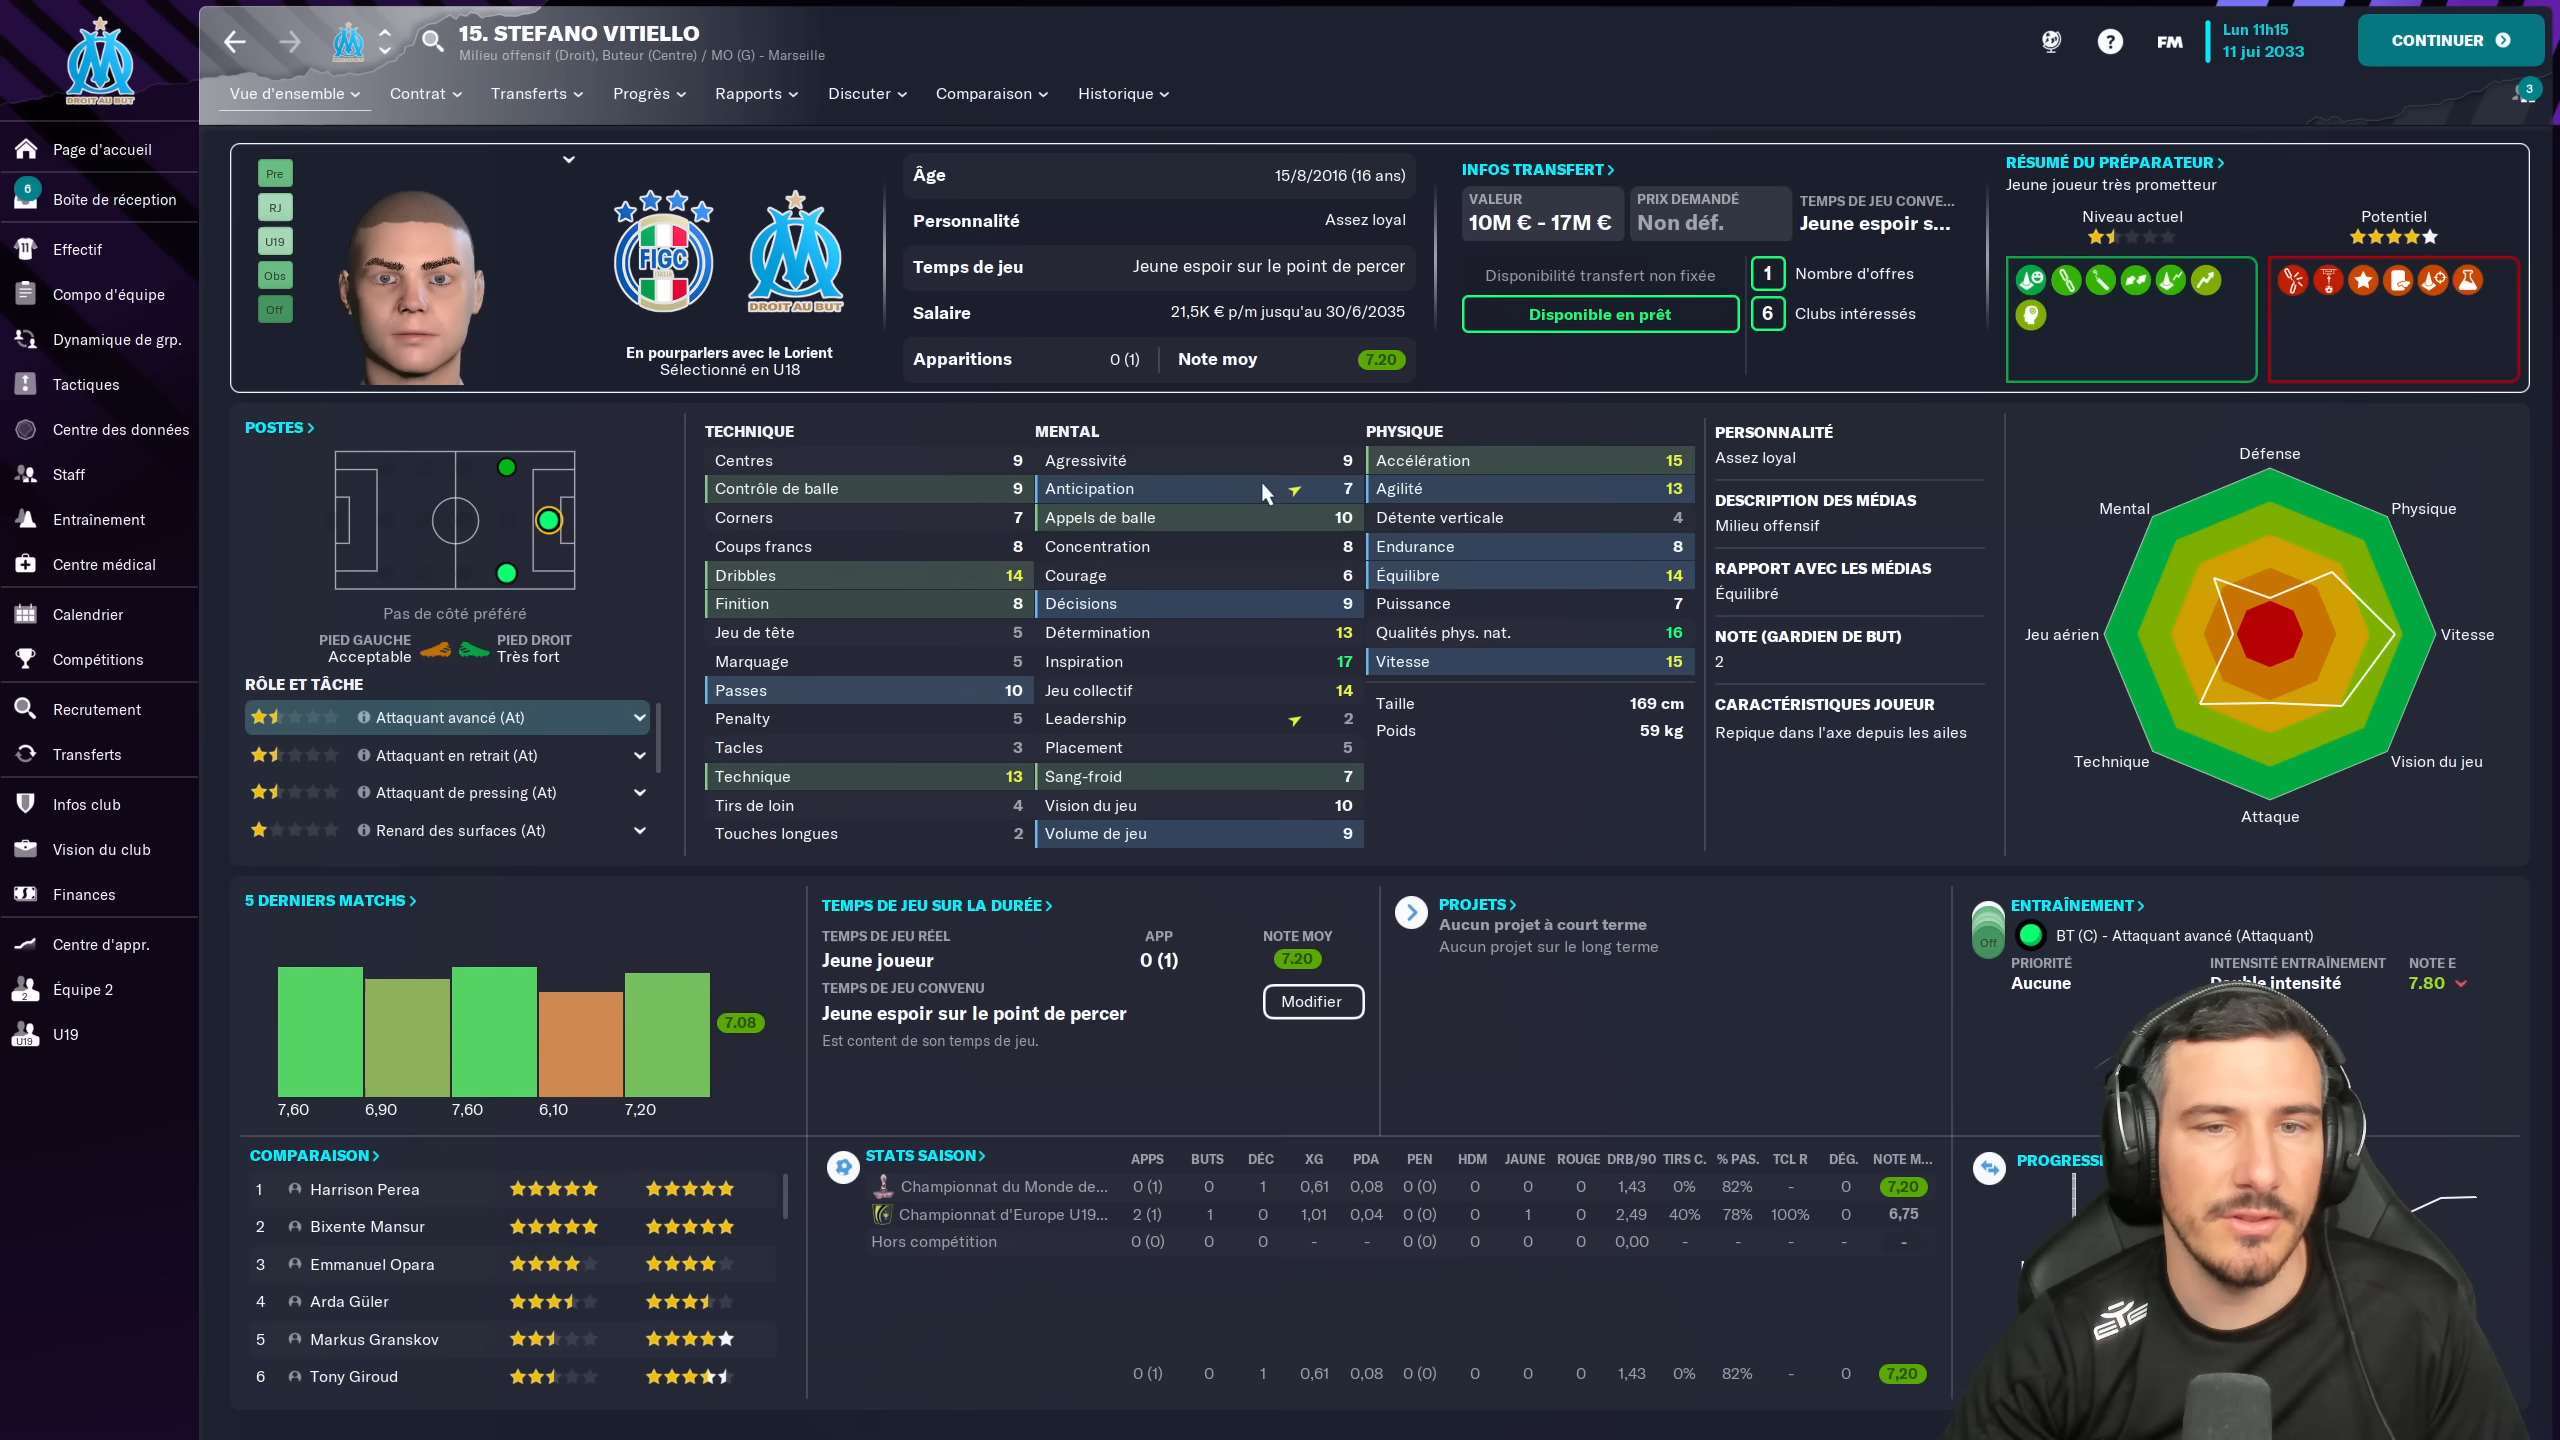 DROIT AU BUT
15. STEFANO VITIELLO
Milieu offensif (Droit), Buteur (Centre) / MO (G) - Marseille
FM
Lun 11h15
11 jui 2033
CONTINUER
Vue d'ensemble
Contrat
Transferts
Progrès
Rapports
Discuter
Comparaison
Historique
3
Page d'accueil
6
Boîte de réception
Effectif
Compo d'équipe
Dynamique de grp.
Tactiques
Centre des données
Staff
Entraînement
Centre médical
Calendrier
Compétitions
Recrutement
Transferts
Infos club
Vision du club
Finances
Centre d'appr.
2
Équipe 2
U19
U19
Pre
RJ
U19
Obs
Off
FIGC
ITALIA
DROIT AU BUT
En pourparlers avec le Lorient
Sélectionné en U18
Âge 15/8/2016 (16 ans)
Personnalité Assez loyal
Temps de jeu Jeune espoir sur le point de percer
Salaire 21,5K € p/m jusqu'au 30/6/2035
Apparitions 0 (1) Note moy 7.20
INFOS TRANSFERT
VALEUR
10M € - 17M €
PRIX DEMANDÉ
Non déf.
TEMPS DE JEU CONVE...
Jeune espoir s...
Disponibilité transfert non fixée
Disponible en prêt
1 Nombre d'offres
6 Clubs intéressés
RÉSUMÉ DU PRÉPARATEUR
Jeune joueur très prometteur
Niveau actuel
Potentiel
POSTES
Pas de côté préféré
PIED GAUCHE
Acceptable
PIED DROIT
Très fort
RÔLE ET TÂCHE
Attaquant avancé (At)
Attaquant en retrait (At)
Attaquant de pressing (At)
Renard des surfaces (At)
TECHNIQUE
Centres 9
Contrôle de balle 9
Corners 7
Coups francs 8
Dribbles 14
Finition 8
Jeu de tête 5
Marquage 5
Passes 10
Penalty 5
Tacles 3
Technique 13
Tirs de loin 4
Touches longues 2
MENTAL
Agressivité 9
Anticipation 7
Appels de balle 10
Concentration 8
Courage 6
Décisions 9
Détermination 13
Inspiration 17
Jeu collectif 14
Leadership 2
Placement 5
Sang-froid 7
Vision du jeu 10
Volume de jeu 9
PHYSIQUE
Accélération 15
Agilité 13
Détente verticale 4
Endurance 8
Équilibre 14
Puissance 7
Qualités phys. nat. 16
Vitesse 15
Taille 169 cm
Poids 59 kg
PERSONNALITÉ
Assez loyal
DESCRIPTION DES MÉDIAS
Milieu offensif
RAPPORT AVEC LES MÉDIAS
Équilibré
NOTE (GARDIEN DE BUT)
2
CARACTÉRISTIQUES JOUEUR
Repique dans l'axe depuis les ailes
Défense
Mental
Physique
Jeu aérien
Vitesse
Technique
Vision du jeu
Attaque
5 DERNIERS MATCHS
7.08
7,60 6,90 7,60 6,10 7,20
TEMPS DE JEU SUR LA DURÉE
TEMPS DE JEU RÉEL APP NOTE MOY
Jeune joueur 0 (1) 7.20
TEMPS DE JEU CONVENU
Jeune espoir sur le point de percer
Modifier
Est content de son temps de jeu.
PROJETS
Aucun projet à court terme
Aucun projet sur le long terme
ENTRAÎNEMENT
Off
BT (C) - Attaquant avancé (Attaquant)
PRIORITÉ INTENSITÉ ENTRAÎNEMENT NOTE E
Aucune Double intensité 7.80
COMPARAISON
1 Harrison Perea
2 Bixente Mansur
3 Emmanuel Opara
4 Arda Güler
5 Markus Granskov
6 Tony Giroud
STATS SAISON APPS BUTS DÉC XG PDA PEN HDM JAUNE ROUGE DRB/90 TIRS C. % PAS. TCL R DÉG. NOTE M...
Championnat du Monde de... 0 (1) 0 1 0,61 0,08 0 (0) 0 0 0 1,43 0% 82% - 0 7,20
Championnat d'Europe U19... 2 (1) 1 0 1,01 0,04 0 (0) 0 1 0 2,49 40% 78% 100% 0 6,75
Hors compétition 0 (0) 0 0 - - 0 (0) 0 0 0 0,00 - - - - -
0 (1) 0 1 0,61 0,08 0 (0) 0 0 0 1,43 0% 82% - 0 7,20
PROGRESSI